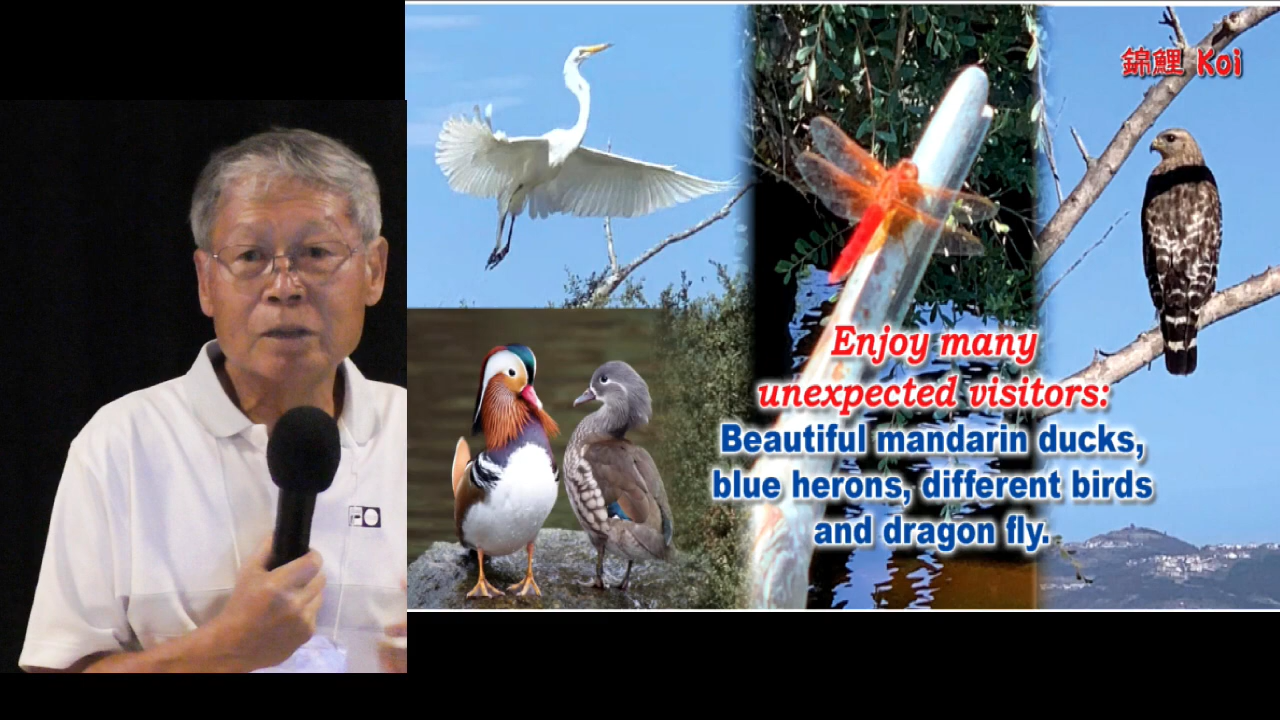 錦鯉 Koi
Enjoy many
unexpected visitors:
Beautiful mandarin ducks,
blue herons, different birds
and dragon fly.